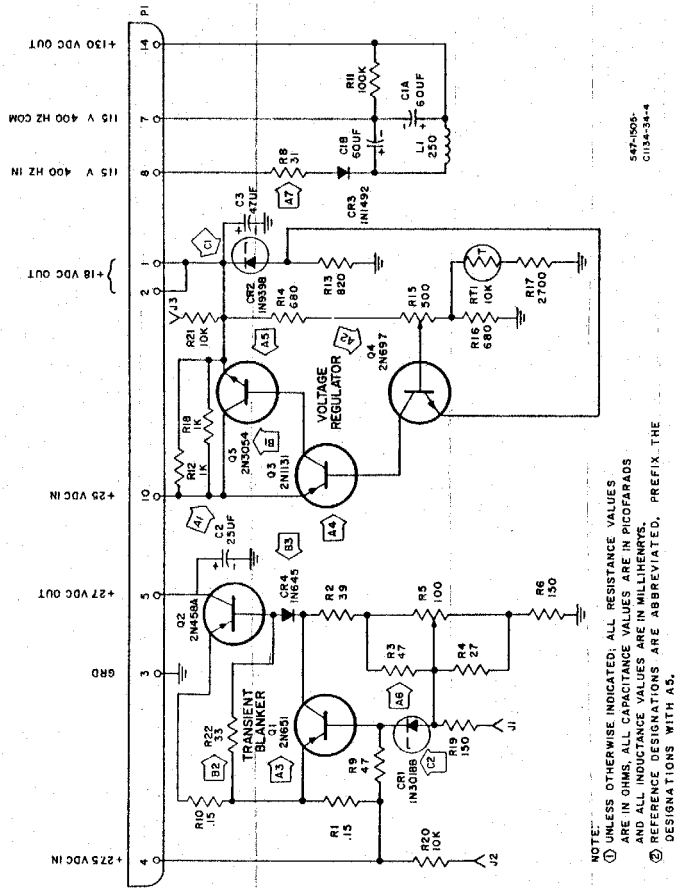 P1
+27.5 VDC IN
GRD
+27 VDC OUT
+25 VDC IN
+18 VDC OUT
115 V 400 HZ IN
115 V 400 HZ COM
+130 VDC OUT
4
3
5
10
2
1
8
7
14
R10
.15
R22
33
B2
TRANSIENT
BLANKER
Q1
2N651
A3
R1
.15
R9
47
R20
10K
J2
CR1
1N3018B
C2
R19
150
J1
Q2
2N458A
C2
25UF
B3
CR4
1N645
R2
39
R3
47
A6
R4
27
R5
100
R6
150
A1
R12
1K
R18
1K
Q5
2N3054
B1
A5
Q3
2N1131
A4
VOLTAGE
REGULATOR
Q4
2N697
A2
J3
R21
10K
R14
680
R15
500
R16
680
RT1
10K
T
R17
2700
C1
C3
47UF
CR2
1N939B
R13
820
A7
R8
31
CR3
1N1492
C1B
60UF
R11
100K
C1A
60UF
L1
250
547-1505-
C1134-34-4
NOTE:
① UNLESS OTHERWISE INDICATED; ALL RESISTANCE VALUES
ARE IN OHMS, ALL CAPACITANCE VALUES ARE IN PICOFARADS
AND ALL INDUCTANCE VALUES ARE IN MILLIHENRYS.
② REFERENCE DESIGNATIONS ARE ABBREVIATED, PREFIX THE
DESIGNATIONS WITH A5.